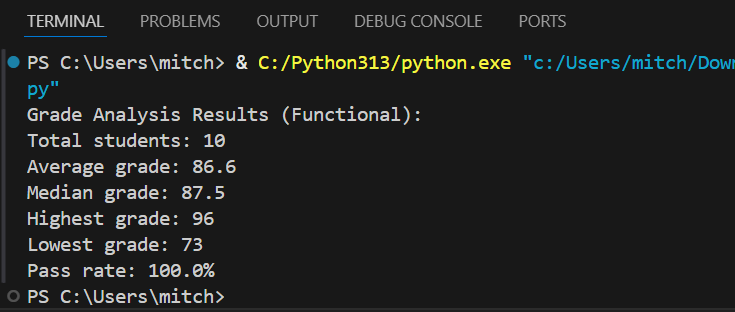 TERMINAL PROBLEMS OUTPUT DEBUG CONSOLE PORTS
PS C:\Users\mitch> & C:/Python313/python.exe "c:/Users/mitch/Dow
py"
Grade Analysis Results (Functional):
Total students: 10
Average grade: 86.6
Median grade: 87.5
Highest grade: 96
Lowest grade: 73
Pass rate: 100.0%
PS C:\Users\mitch>